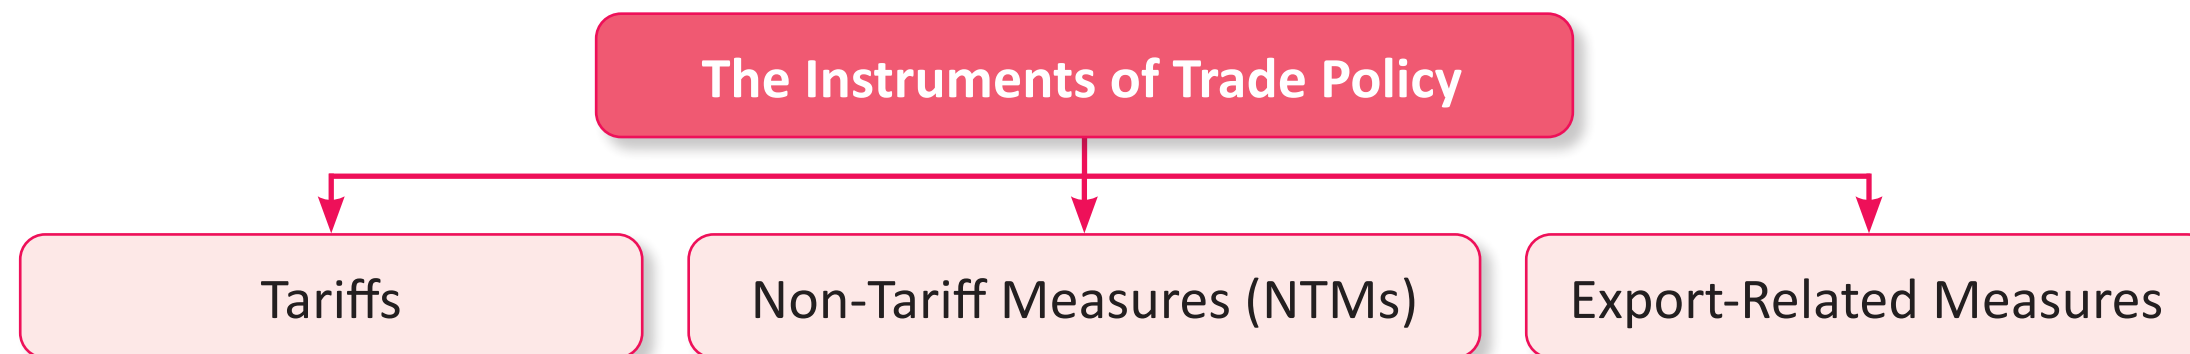 The Instruments of Trade Policy
Tariffs
Non-Tariff Measures (NTMs)
Export-Related Measures